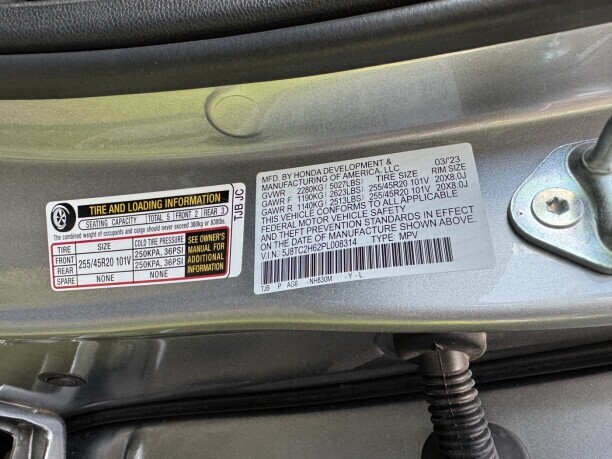 TIRE AND LOADING INFORMATION
SEATING CAPACITY TOTAL 5 FRONT 2 REAR 3
The combined weight of occupants and cargo should never exceed 380kg or 838lbs.
SIZE COLD TIRE PRESSURE
FRONT 255/45R20 101V 250KPA, 36PSI
REAR 250KPA, 36PSI
SPARE NONE NONE
SEE OWNER'S
MANUAL FOR
ADDITIONAL
INFORMATION
TJB JC
MFD. BY HONDA DEVELOPMENT & 03/'23
MANUFACTURING OF AMERICA, LLC
GVWR 2280KG(5027LBS) TIRE SIZE RIM SIZE
GAWR F 1190KG(2623LBS) 255/45R20 101V 20X8.0J
GAWR R 1140KG(2513LBS) 255/45R20 101V 20X8.0J
THIS VEHICLE CONFORMS TO ALL APPLICABLE
FEDERAL MOTOR VEHICLE SAFETY
AND THEFT PREVENTION STANDARDS IN EFFECT
ON THE DATE OF MANUFACTURE SHOWN ABOVE.
V.I.N.: 5J8TC2H62PL008314 TYPE: MPV
TJB P AG6 -NH830M -Y-L